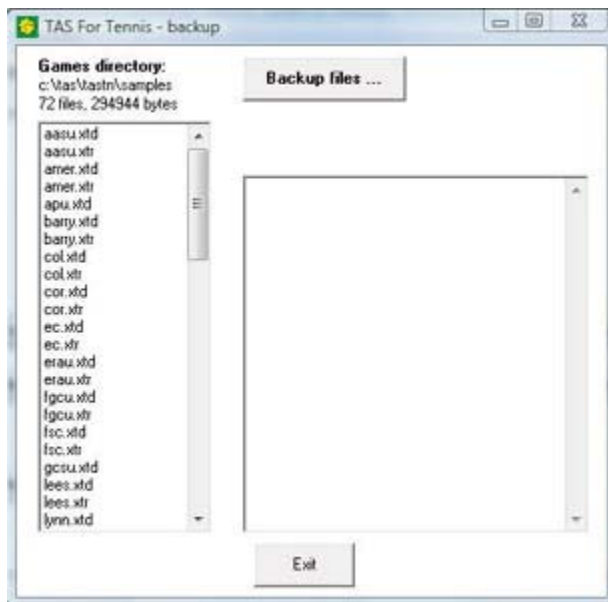 TAS For Tennis - backup
Games directory:
c:\tas\tastn\samples
72 files, 294944 bytes
Backup files ...
aasu.xtd
aasu.xtr
amer.xtd
amer.xtr
apu.xtd
barry.xtd
barry.xtr
col.xtd
col.xtr
cor.xtd
cor.xtr
ec.xtd
ec.xtr
erau.xtd
erau.xtr
fgcu.xtd
fgcu.xtr
fsc.xtd
fsc.xtr
gcsu.xtd
lees.xtd
lees.xtr
lynn.xtd
Exit